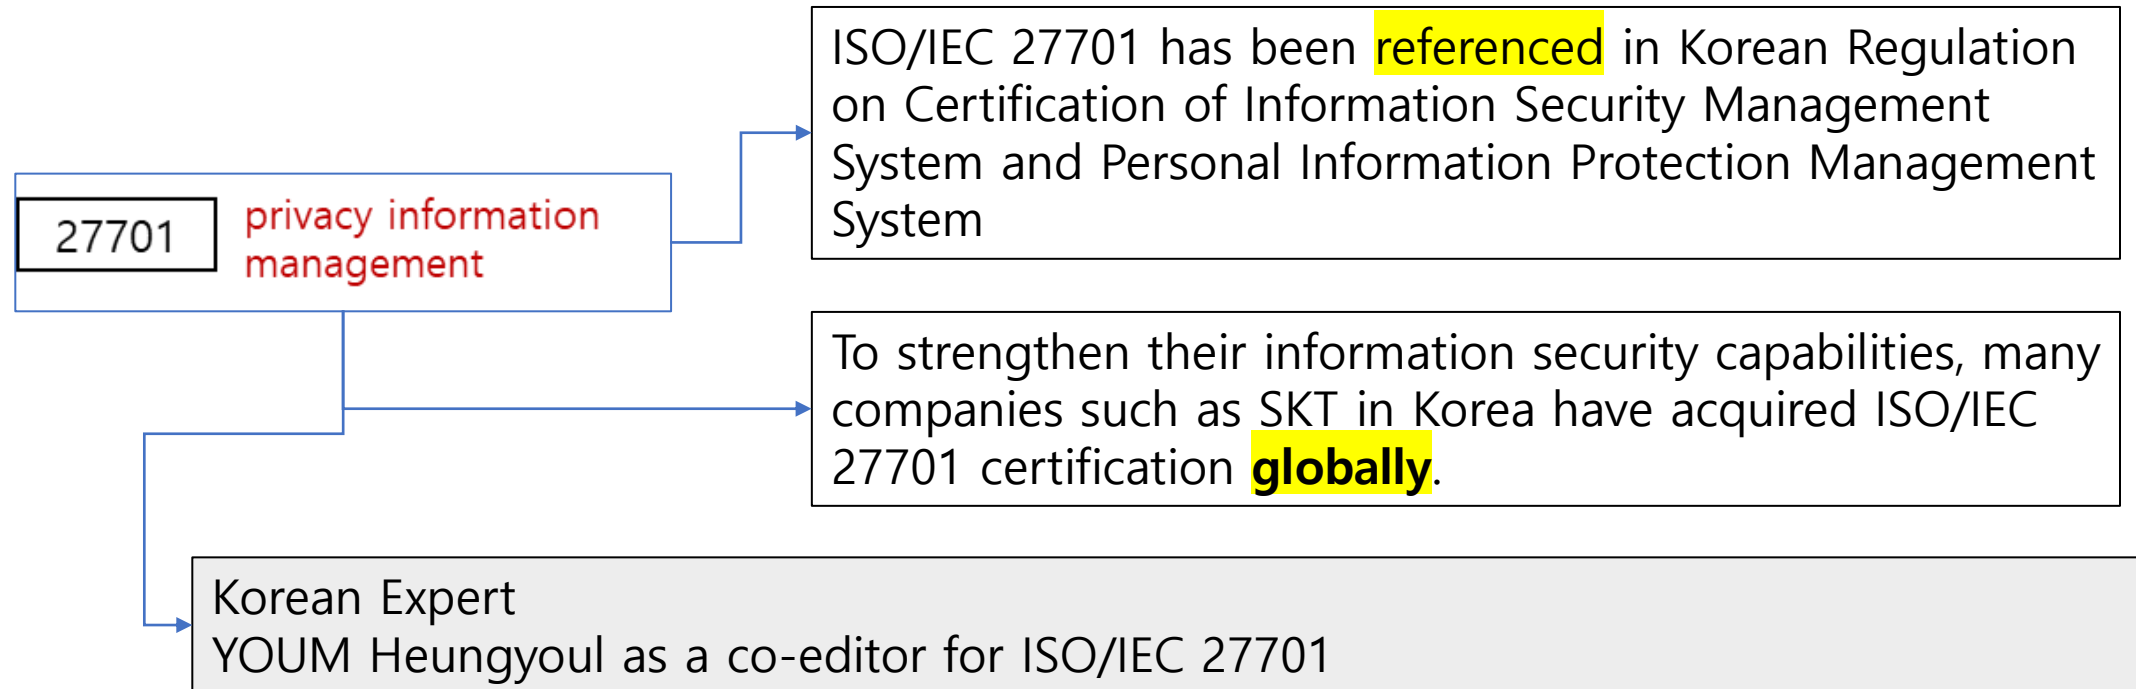 27701
privacy information
management
ISO/IEC 27701 has been referenced in Korean Regulation
on Certification of Information Security Management
System and Personal Information Protection Management
System
To strengthen their information security capabilities, many
companies such as SKT in Korea have acquired ISO/IEC
27701 certification globally.
Korean Expert
YOUM Heungyoul as a co-editor for ISO/IEC 27701